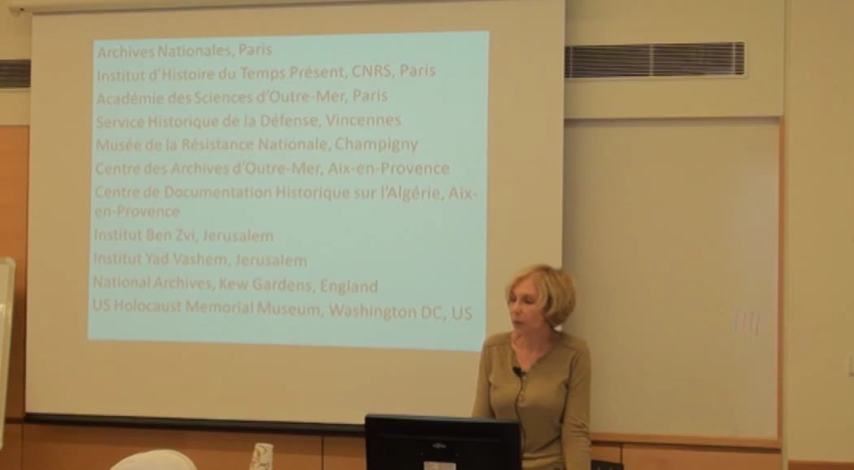 Archives Nationales, Paris
Institut d'Histoire du Temps Présent, CNRS, Paris
Académie des Sciences d'Outre-Mer, Paris
Service Historique de la Défense, Vincennes
Musée de la Résistance Nationale, Champigny
Centre des Archives d'Outre-Mer, Aix-en-Provence
Centre de Documentation Historique sur l'Algérie, Aix-
en-Provence
Institut Ben Zvi, Jerusalem
Institut Yad Vashem, Jerusalem
National Archives, Kew Gardens, England
US Holocaust Memorial Museum, Washington DC, US